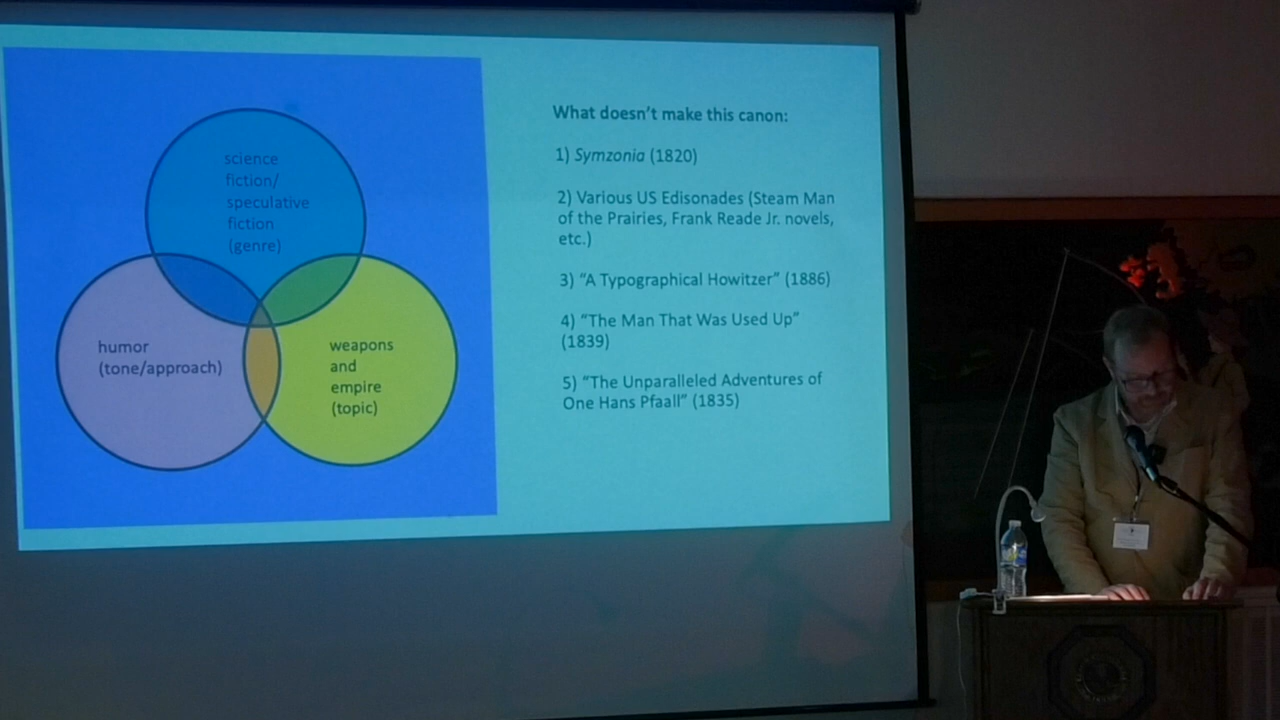 science
fiction/
speculative
fiction
(genre)
humor
(tone/approach)
weapons
and
empire
(topic)
What doesn't make this canon:
1) Symzonia (1820)
2) Various US Edisonades (Steam Man
of the Prairies, Frank Reade Jr. novels,
etc.)
3) “A Typographical Howitzer” (1886)
4) “The Man That Was Used Up”
(1839)
5) “The Unparalleled Adventures of
One Hans Pfaall” (1835)